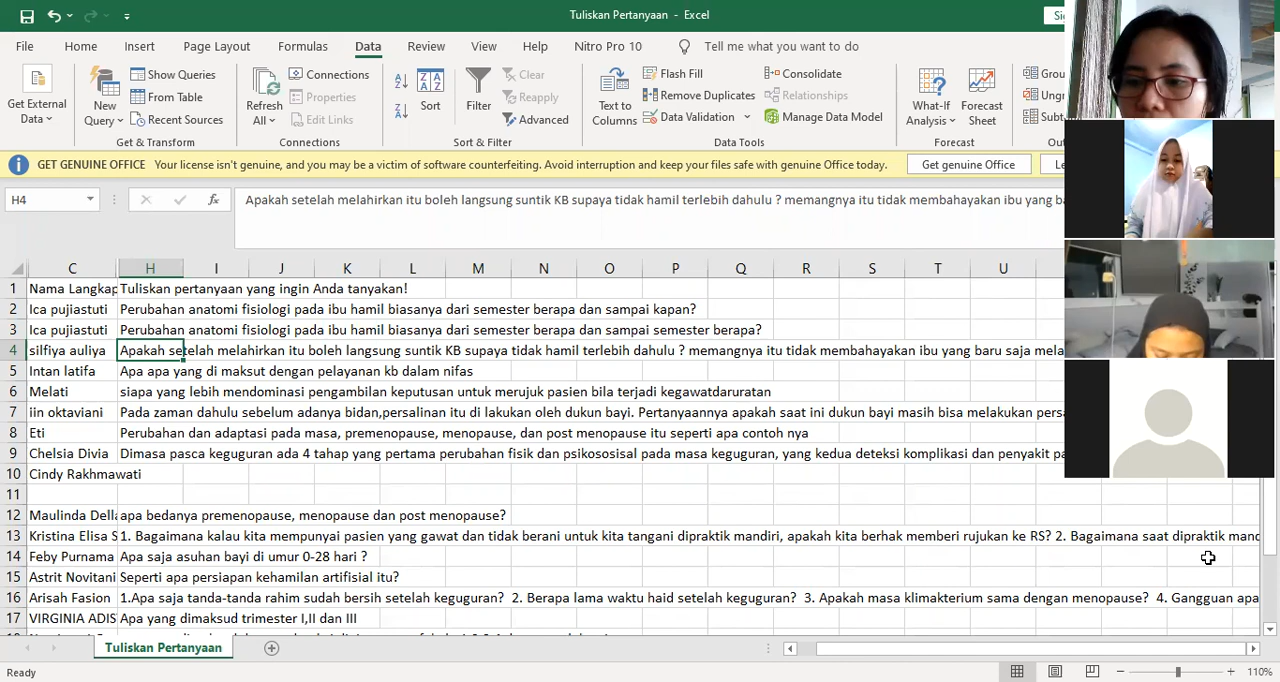 Tuliskan Pertanyaan - Excel
File Home Insert Page Layout Formulas Data Review View Help Nitro Pro 10 Tell me what you want to do
Get External Data
New Query
Show Queries
From Table
Recent Sources
Get & Transform
Refresh All
Connections
Properties
Edit Links
Connections
Sort
Filter
Clear
Reapply
Advanced
Sort & Filter
Text to Columns
Flash Fill
Remove Duplicates
Data Validation
Consolidate
Relationships
Manage Data Model
Data Tools
What-If Analysis
Forecast Sheet
Forecast
GET GENUINE OFFICE Your license isn't genuine, and you may be a victim of software counterfeiting. Avoid interruption and keep your files safe with genuine Office today. Get genuine Office
H4 fx Apakah setelah melahirkan itu boleh langsung suntik KB supaya tidak hamil terlebih dahulu ? memangnya itu tidak membahayakan ibu yang
C H I J K L M N O P Q R S T U
1 Nama Langkap Tuliskan pertanyaan yang ingin Anda tanyakan!
2 Ica pujiastuti Perubahan anatomi fisiologi pada ibu hamil biasanya dari semester berapa dan sampai kapan?
3 Ica pujiastuti Perubahan anatomi fisiologi pada ibu hamil biasanya dari semester berapa dan sampai semester berapa?
4 silfiya auliya Apakah setelah melahirkan itu boleh langsung suntik KB supaya tidak hamil terlebih dahulu ? memangnya itu tidak membahayakan ibu yang baru saja mela
5 Intan latifa Apa apa yang di maksut dengan pelayanan kb dalam nifas
6 Melati siapa yang lebih mendominasi pengambilan keputusan untuk merujuk pasien bila terjadi kegawatdaruratan
7 iin oktaviani Pada zaman dahulu sebelum adanya bidan,persalinan itu di lakukan oleh dukun bayi. Pertanyaannya apakah saat ini dukun bayi masih bisa melakukan persa
8 Eti Perubahan dan adaptasi pada masa, premenopause, menopause, dan post menopause itu seperti apa contoh nya
9 Chelsia Divia Dimasa pasca keguguran ada 4 tahap yang pertama perubahan fisik dan psikososisal pada masa keguguran, yang kedua deteksi komplikasi dan penyakit pa
10 Cindy Rakhmawati
11
12 Maulinda Della apa bedanya premenopause, menopause dan post menopause?
13 Kristina Elisa S 1. Bagaimana kalau kita mempunyai pasien yang gawat dan tidak berani untuk kita tangani dipraktik mandiri, apakah kita berhak memberi rujukan ke RS? 2. Bagaimana saat dipraktik mand
14 Feby Purnama Apa saja asuhan bayi di umur 0-28 hari ?
15 Astrit Novitani Seperti apa persiapan kehamilan artifisial itu?
16 Arisah Fasion 1.Apa saja tanda-tanda rahim sudah bersih setelah keguguran? 2. Berapa lama waktu haid setelah keguguran? 3. Apakah masa klimakterium sama dengan menopause? 4. Gangguan apa
17 VIRGINIA ADIS Apa yang dimaksud trimester I,II dan III
Tuliskan Pertanyaan
Ready 110%